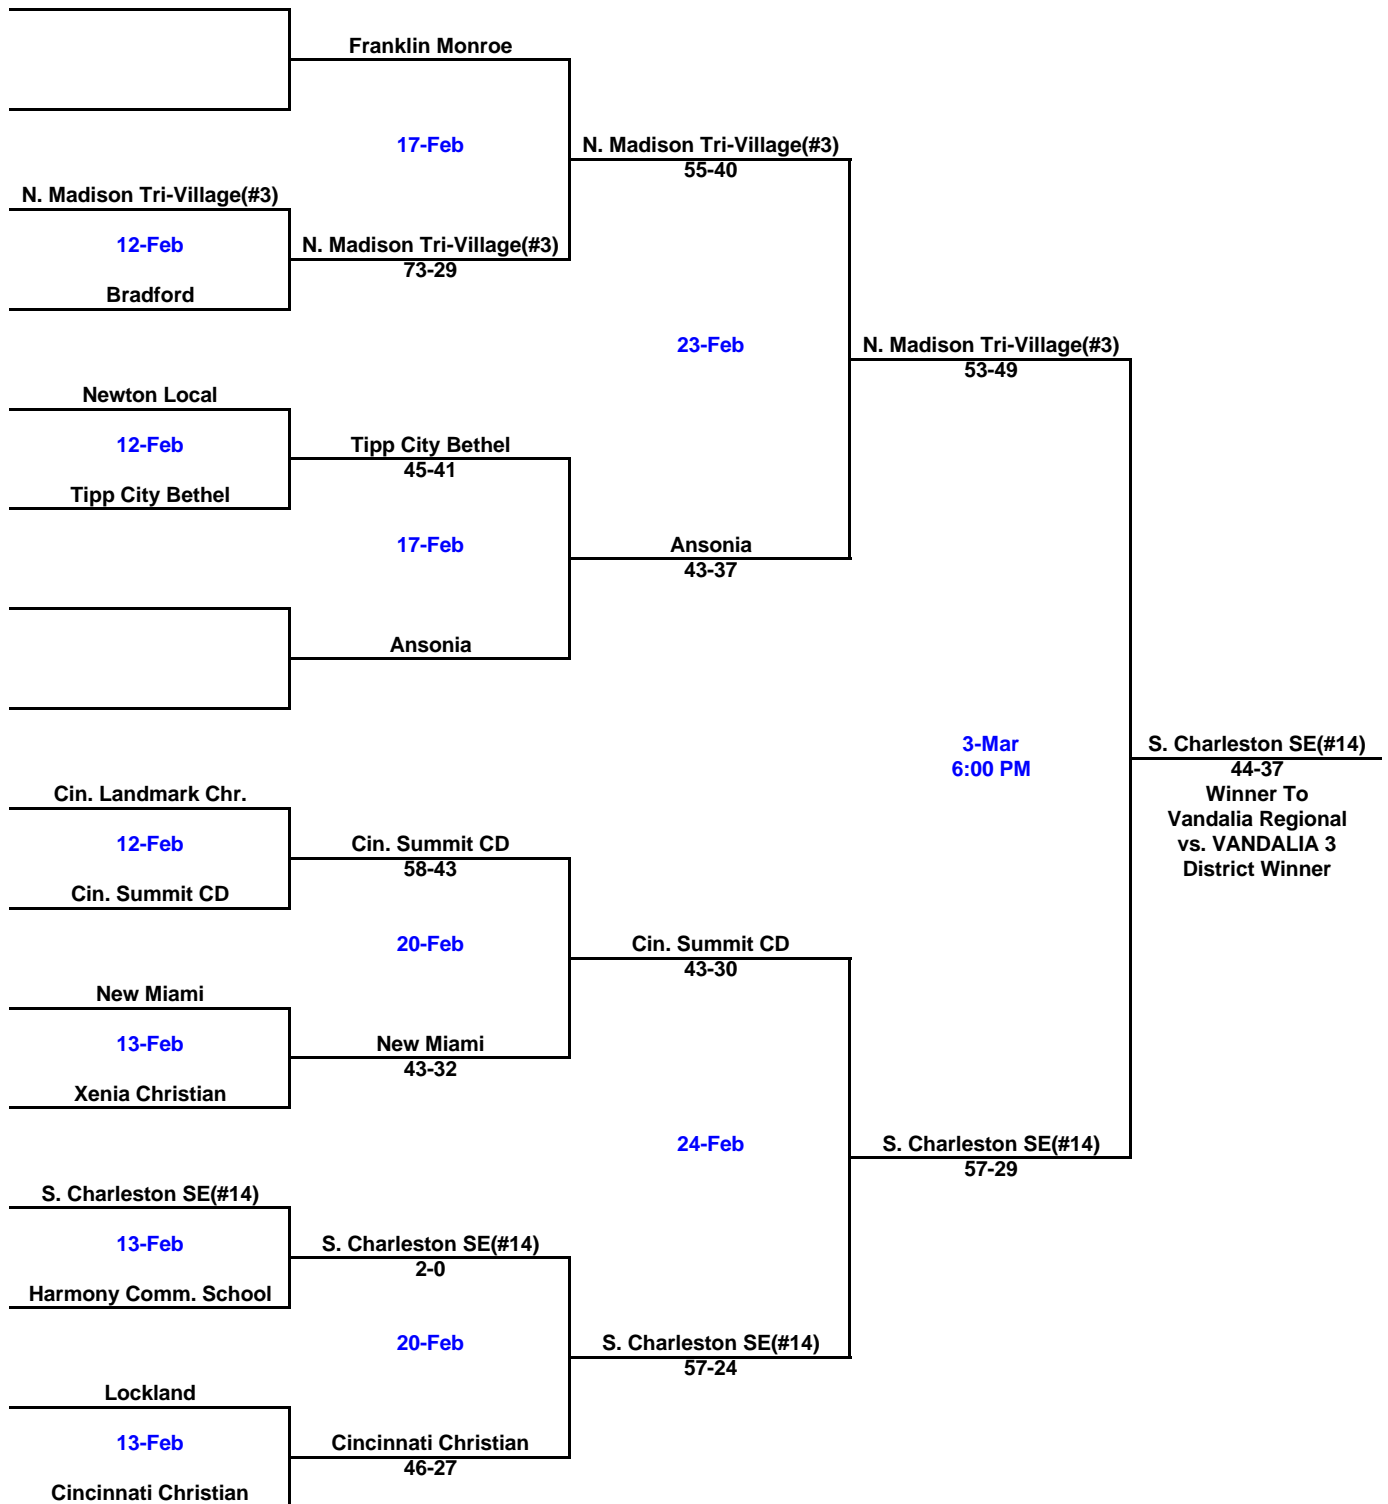 Franklin Monroe
17-Feb
N. Madison Tri-Village(#3)
55-40
N. Madison Tri-Village(#3)
12-Feb
N. Madison Tri-Village(#3)
73-29
Bradford
23-Feb
N. Madison Tri-Village(#3)
53-49
Newton Local
12-Feb
Tipp City Bethel
45-41
Tipp City Bethel
17-Feb
Ansonia
43-37
Ansonia
3-Mar
6:00 PM
S. Charleston SE(#14)
44-37
Winner To
Vandalia Regional
vs. VANDALIA 3
District Winner
Cin. Landmark Chr.
12-Feb
Cin. Summit CD
58-43
Cin. Summit CD
20-Feb
Cin. Summit CD
43-30
New Miami
13-Feb
New Miami
43-32
Xenia Christian
24-Feb
S. Charleston SE(#14)
57-29
S. Charleston SE(#14)
13-Feb
S. Charleston SE(#14)
2-0
Harmony Comm. School
20-Feb
S. Charleston SE(#14)
57-24
Lockland
13-Feb
Cincinnati Christian
46-27
Cincinnati Christian